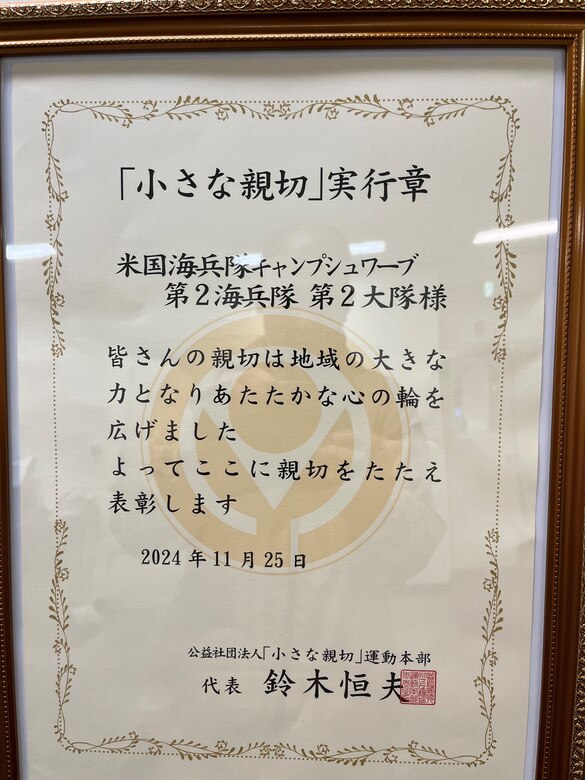 「小さな親切」実行章
米国海兵隊キャンプシュワーブ
第2海兵隊 第2大隊様
皆さんの親切は地域の大きな
力となりあたたかな心の輪を
広げました
よってここに親切をたたえ
表彰します
2024年11月25日
公益社団法人「小さな親切」運動本部
代表 鈴木恒夫